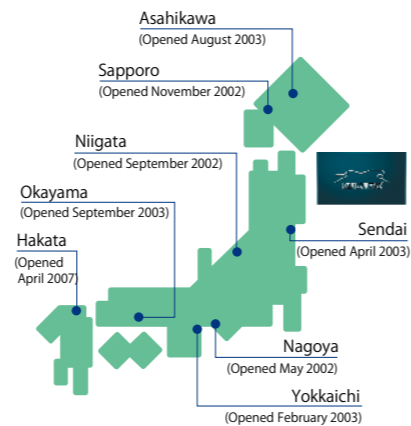 Asahikawa
(Opened August 2003)
Sapporo
(Opened November 2002)
Niigata
(Opened September 2002)
Okayama
(Opened September 2003)
Hakata
(Opened
April 2007)
Sendai
(Opened April 2003)
Nagoya
(Opened May 2002)
Yokkaichi
(Opened February 2003)